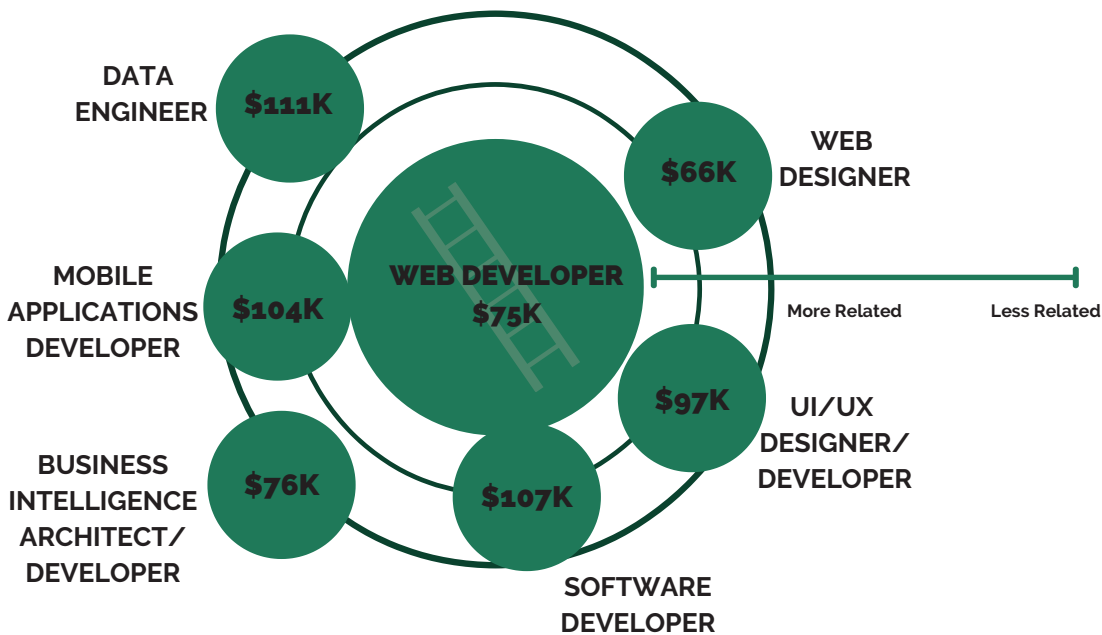 DATA
ENGINEER
$111K
WEB
DESIGNER
$66K
WEB DEVELOPER
$75K
More Related
Less Related
MOBILE
APPLICATIONS
DEVELOPER
$104K
UI/UX
DESIGNER/
DEVELOPER
$97K
BUSINESS
INTELLIGENCE
ARCHITECT/
DEVELOPER
$76K
$107K
SOFTWARE
DEVELOPER